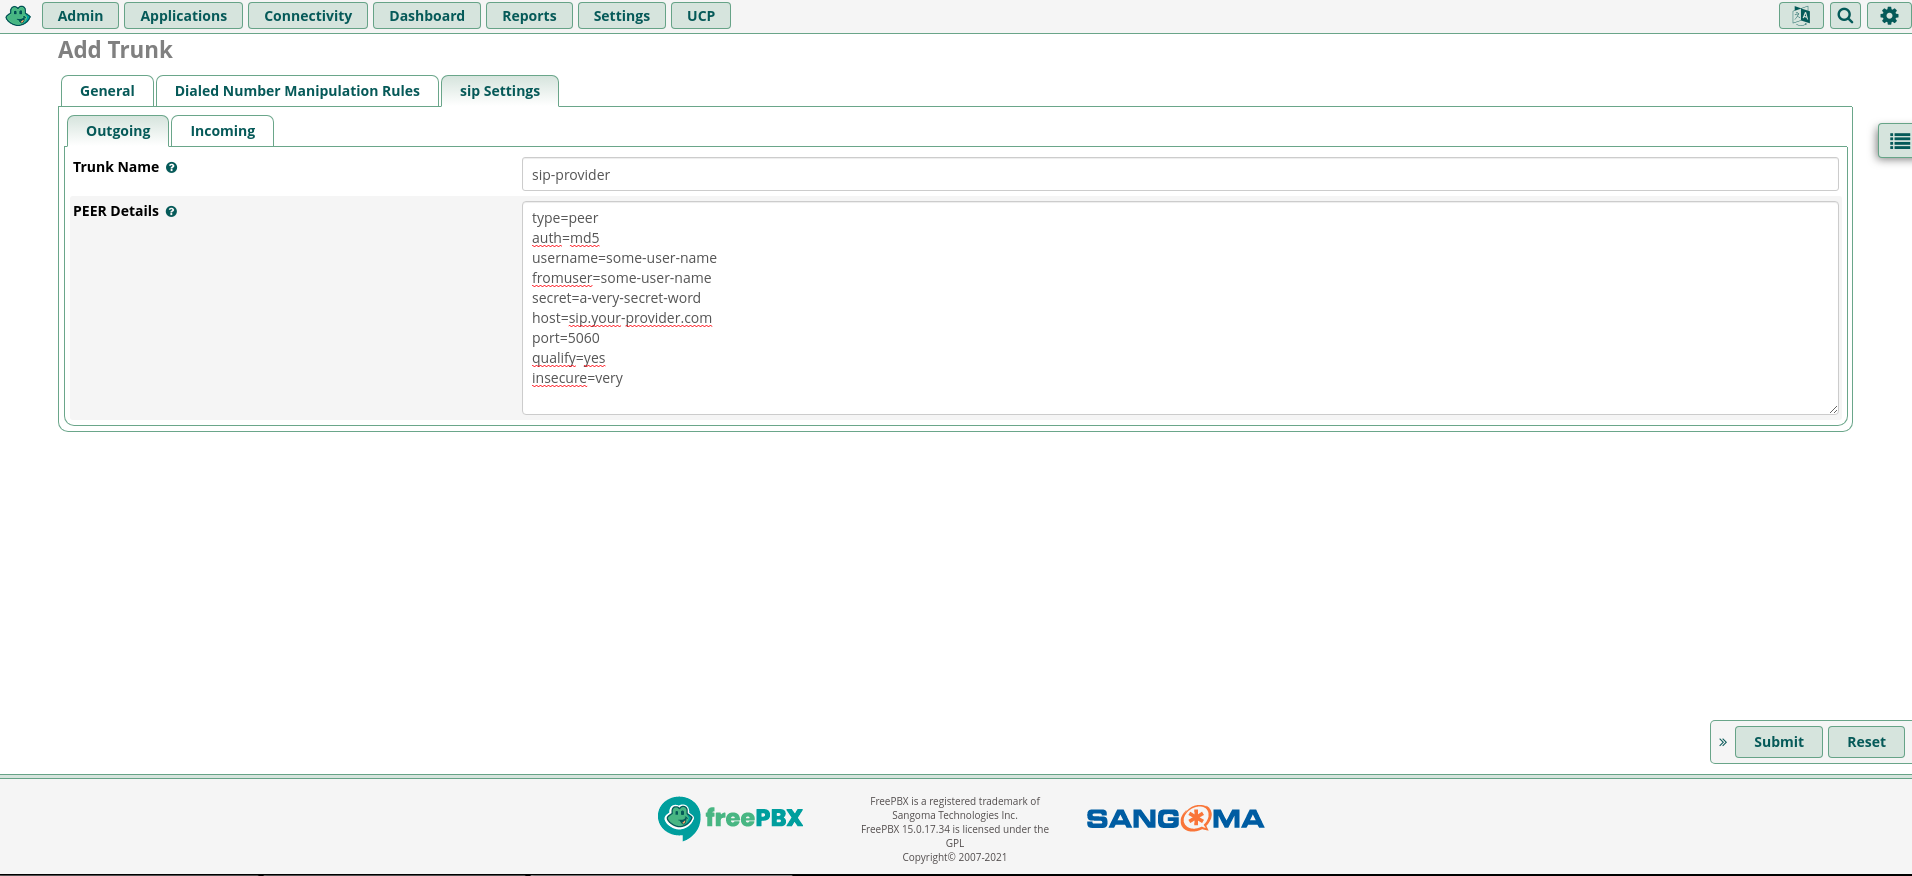 Admin Applications Connectivity Dashboard Reports Settings UCP
Add Trunk
General Dialed Number Manipulation Rules sip Settings
Outgoing Incoming
Trunk Name sip-provider
PEER Details
type=peer
auth=md5
username=some-user-name
fromuser=some-user-name
secret=a-very-secret-word
host=sip.your-provider.com
port=5060
qualify=yes
insecure=very
» Submit Reset
freePBX
FreePBX is a registered trademark of
Sangoma Technologies Inc.
FreePBX 15.0.17.34 is licensed under the
GPL
Copyright© 2007-2021
SANGOMA